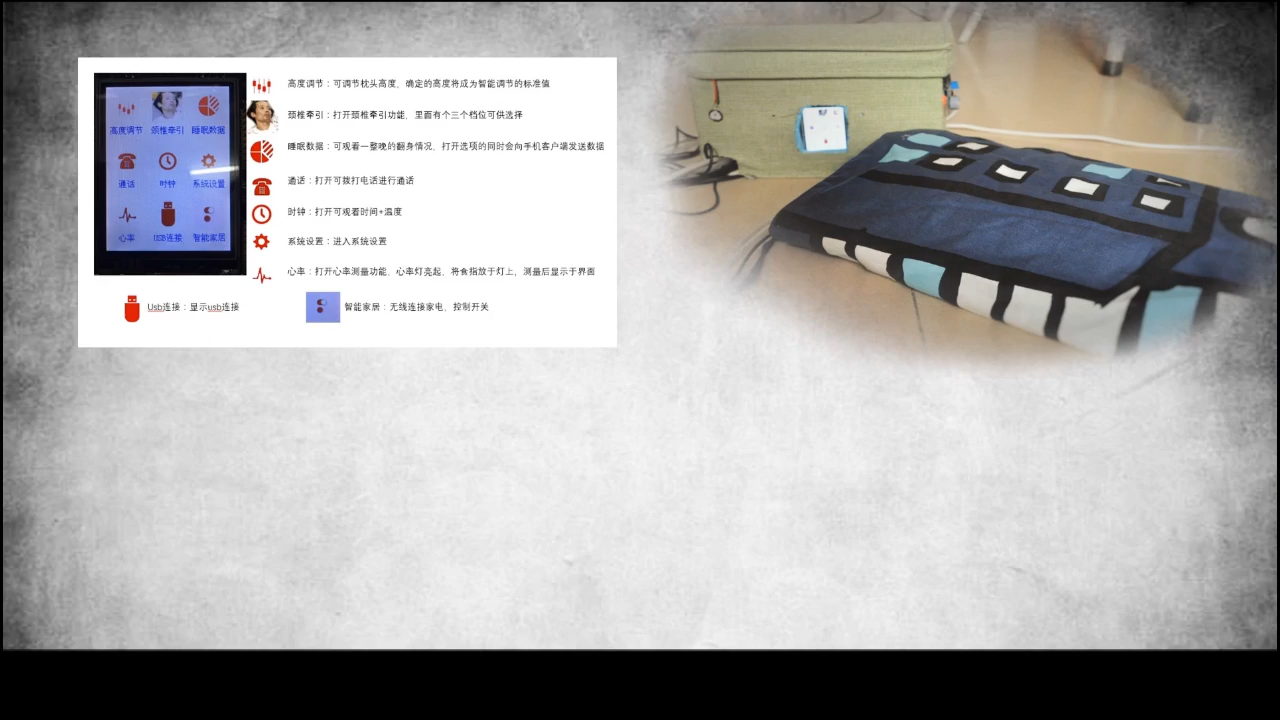 高度调节 颈椎牵引 睡眠数据
通话 时钟 系统设置
心率 USB连接 智能家居
高度调节：可调节枕头高度，确定的高度将成为智能调节的标准值
颈椎牵引：打开颈椎牵引功能，里面有个三个档位可供选择
睡眠数据：可观看一整晚的翻身情况，打开选项的同时会向手机客户端发送数据
通话：打开可拨打电话进行通话
时钟：打开可观看时间+温度
系统设置：进入系统设置
心率：打开心率测量功能，心率灯亮起，将食指放于灯上，测量后显示于界面
Usb连接：显示usb连接
智能家居：无线连接家电，控制开关